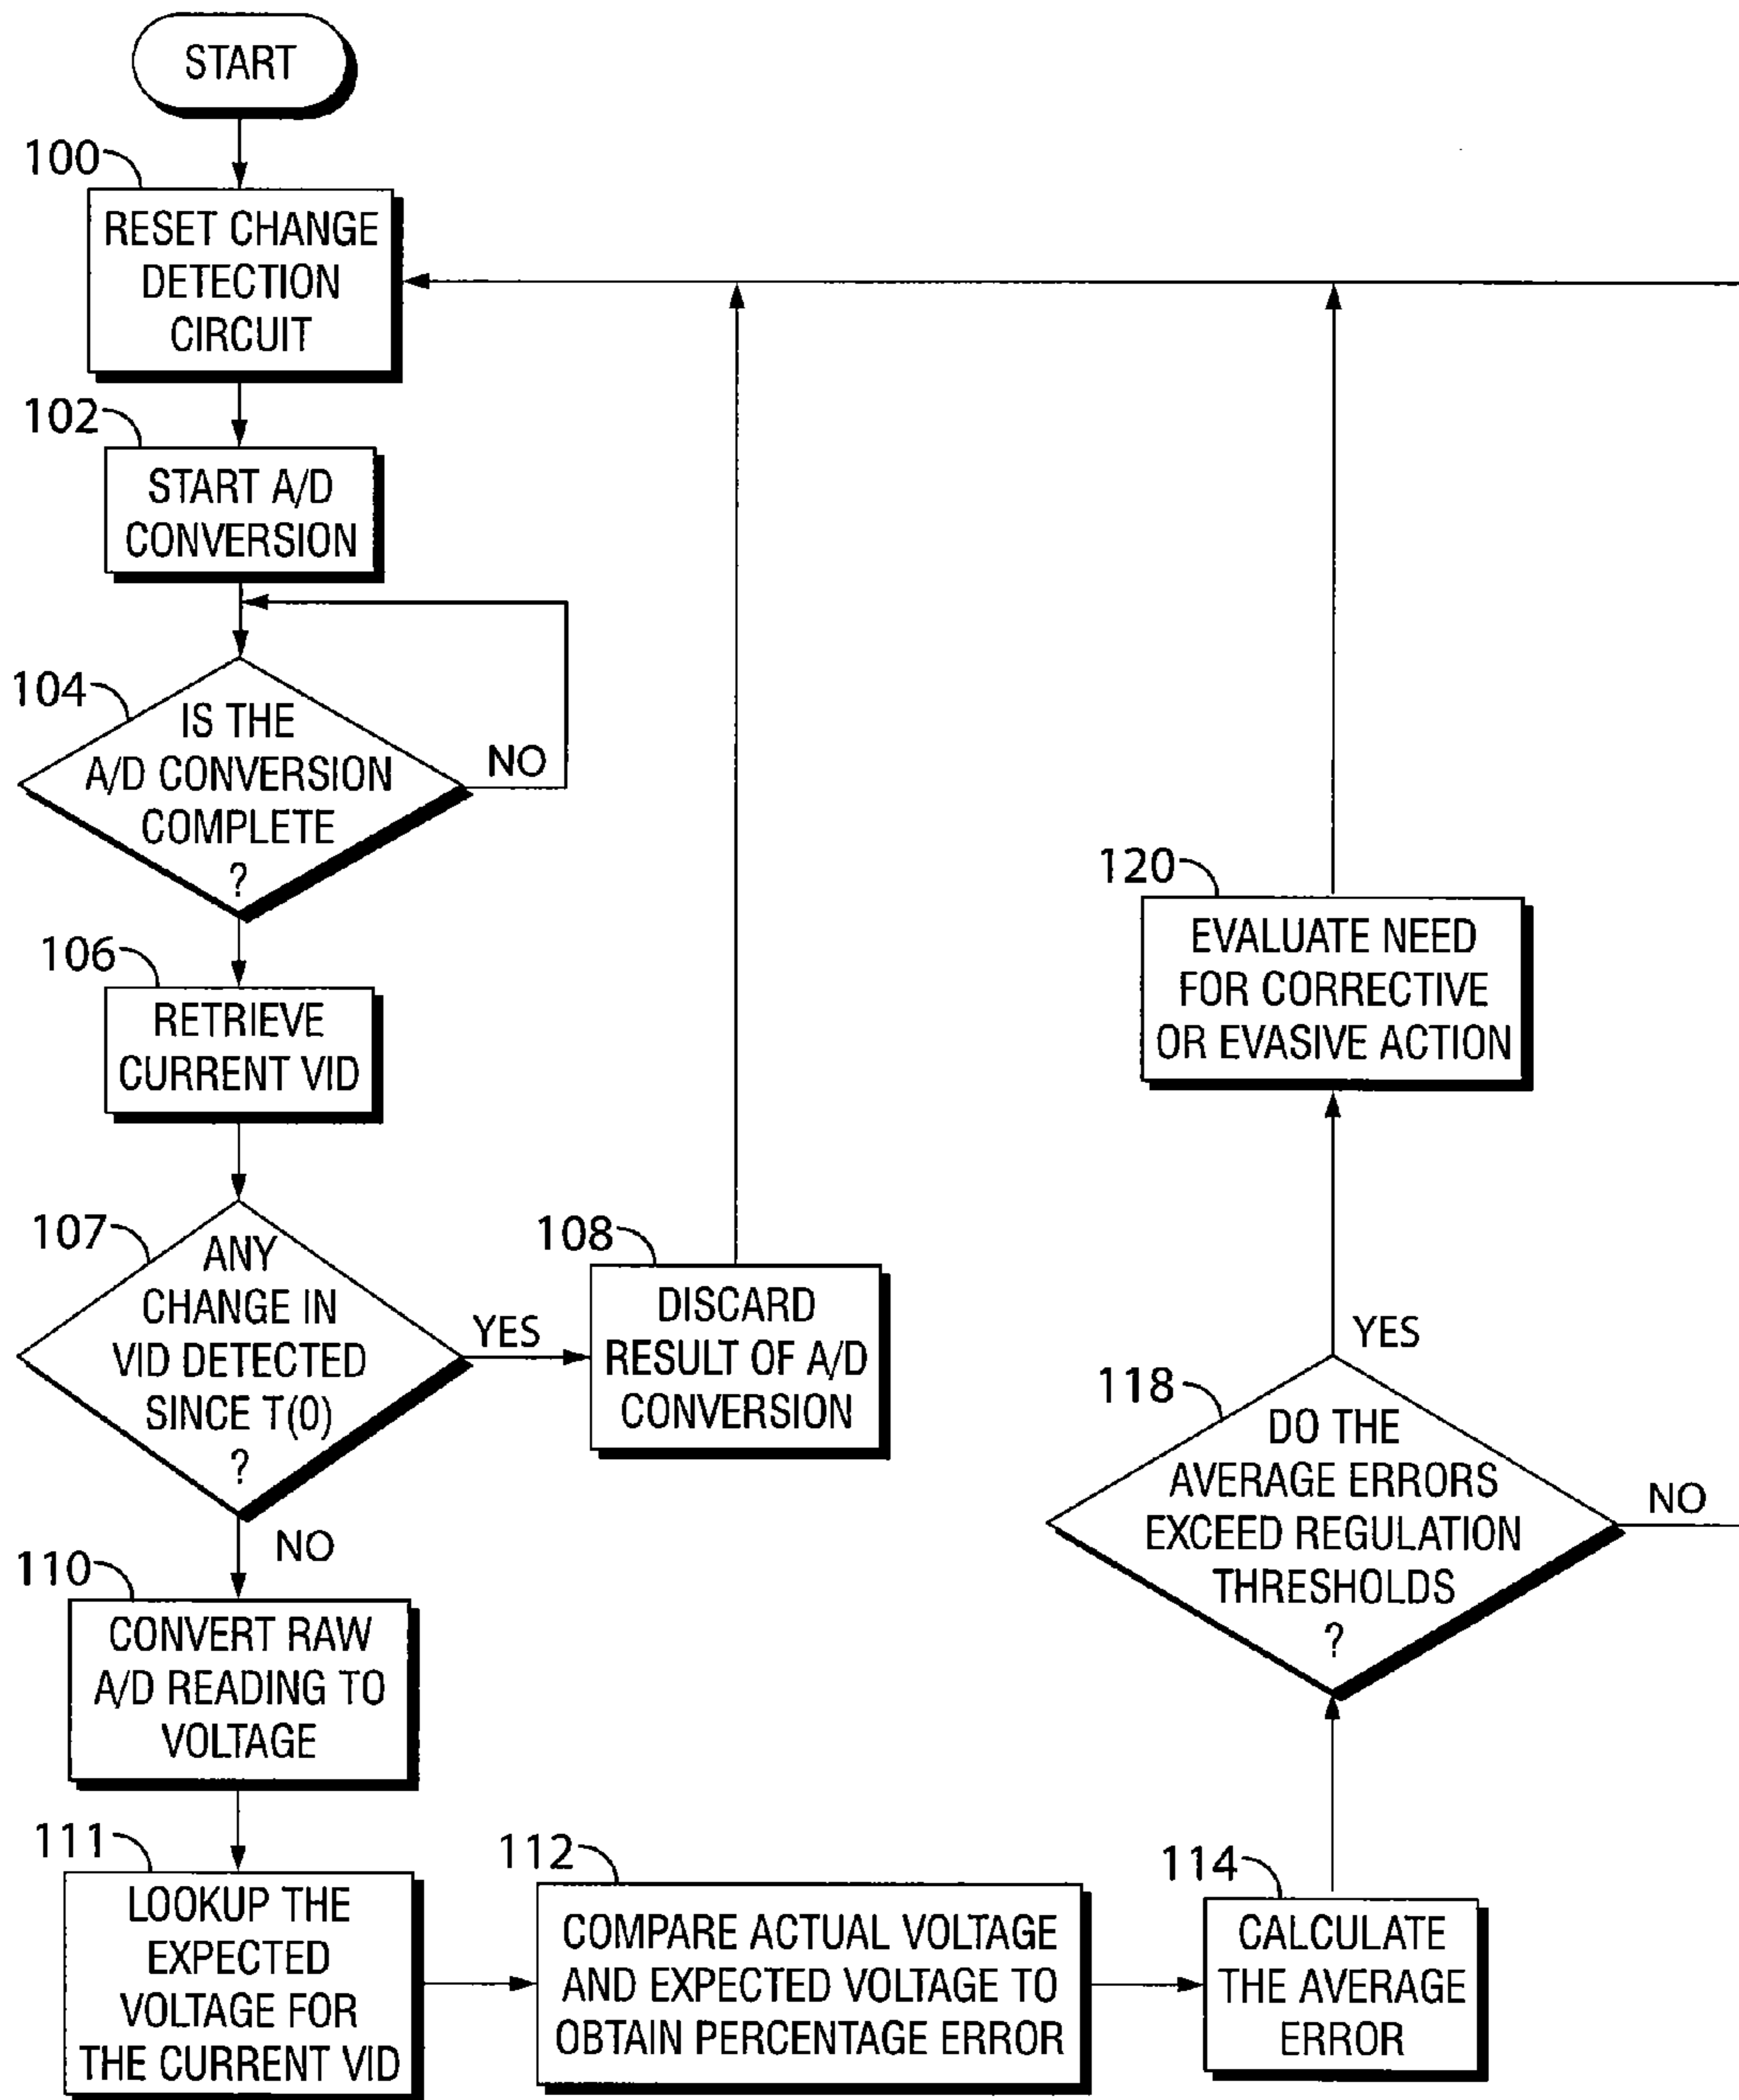 START
100
RESET CHANGE
DETECTION
CIRCUIT
102
START A/D
CONVERSION
104
IS THE
A/D CONVERSION
COMPLETE
?
NO
106
RETRIEVE
CURRENT VID
107
ANY
CHANGE IN
VID DETECTED
SINCE T(0)
?
YES
NO
108
DISCARD
RESULT OF A/D
CONVERSION
110
CONVERT RAW
A/D READING TO
VOLTAGE
111
LOOKUP THE
EXPECTED
VOLTAGE FOR
THE CURRENT VID
112
COMPARE ACTUAL VOLTAGE
AND EXPECTED VOLTAGE TO
OBTAIN PERCENTAGE ERROR
114
CALCULATE
THE AVERAGE
ERROR
118
DO THE
AVERAGE ERRORS
EXCEED REGULATION
THRESHOLDS
?
YES
NO
120
EVALUATE NEED
FOR CORRECTIVE
OR EVASIVE ACTION